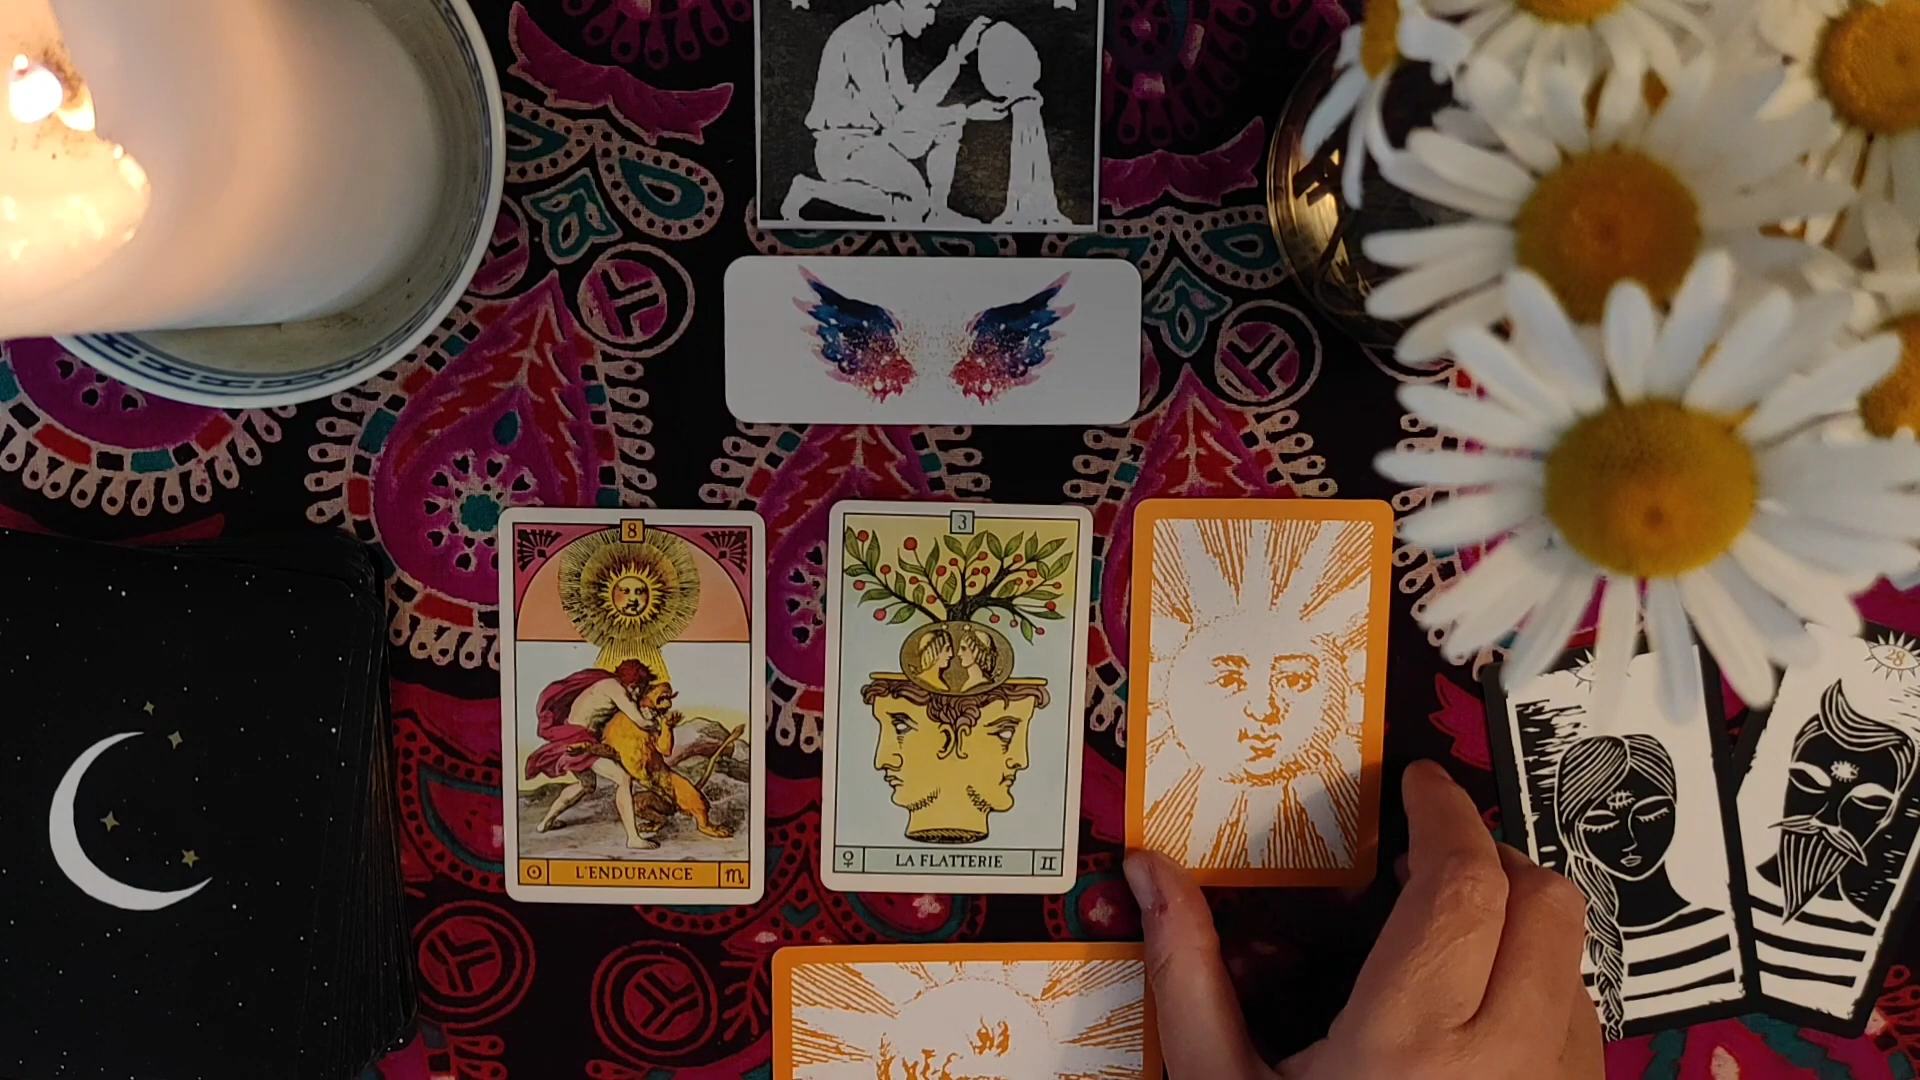 8
☉ L'ENDURANCE ♏
3
♀ LA FLATTERIE ♊
28